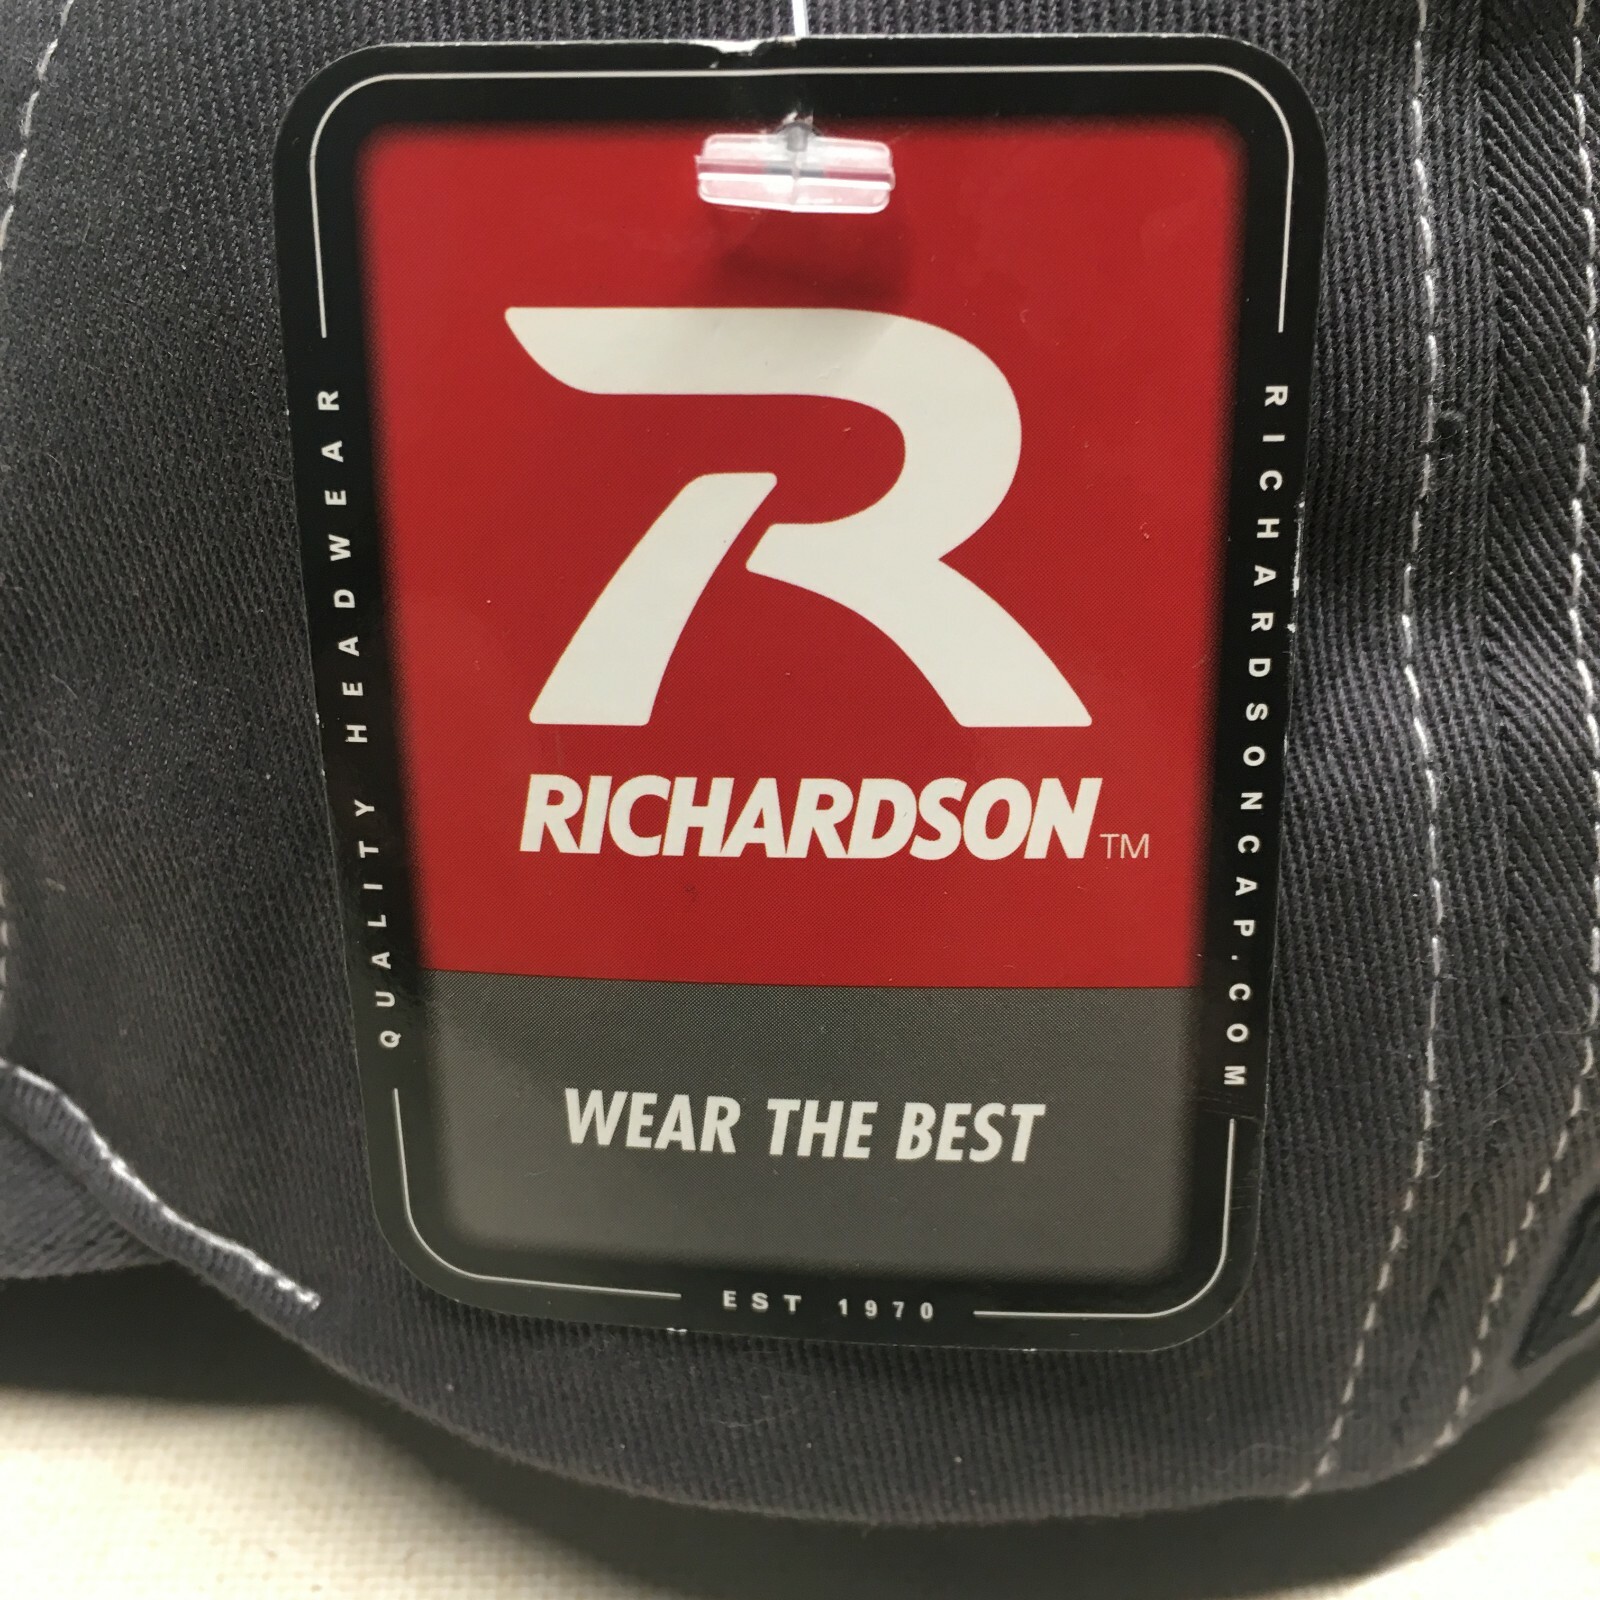 R
RICHARDSON™
WEAR THE BEST
QUALITY HEADWEAR
RICHARDSONCAP.COM
EST 1970